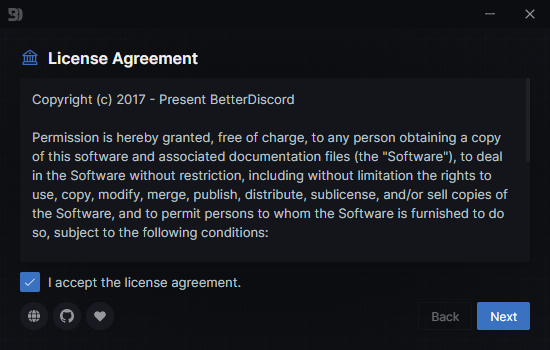 License Agreement
Copyright (c) 2017 - Present BetterDiscord
Permission is hereby granted, free of charge, to any person obtaining a copy
of this software and associated documentation files (the "Software"), to deal
in the Software without restriction, including without limitation the rights to
use, copy, modify, merge, publish, distribute, sublicense, and/or sell copies of
the Software, and to permit persons to whom the Software is furnished to do
so, subject to the following conditions:
I accept the license agreement.
Back
Next